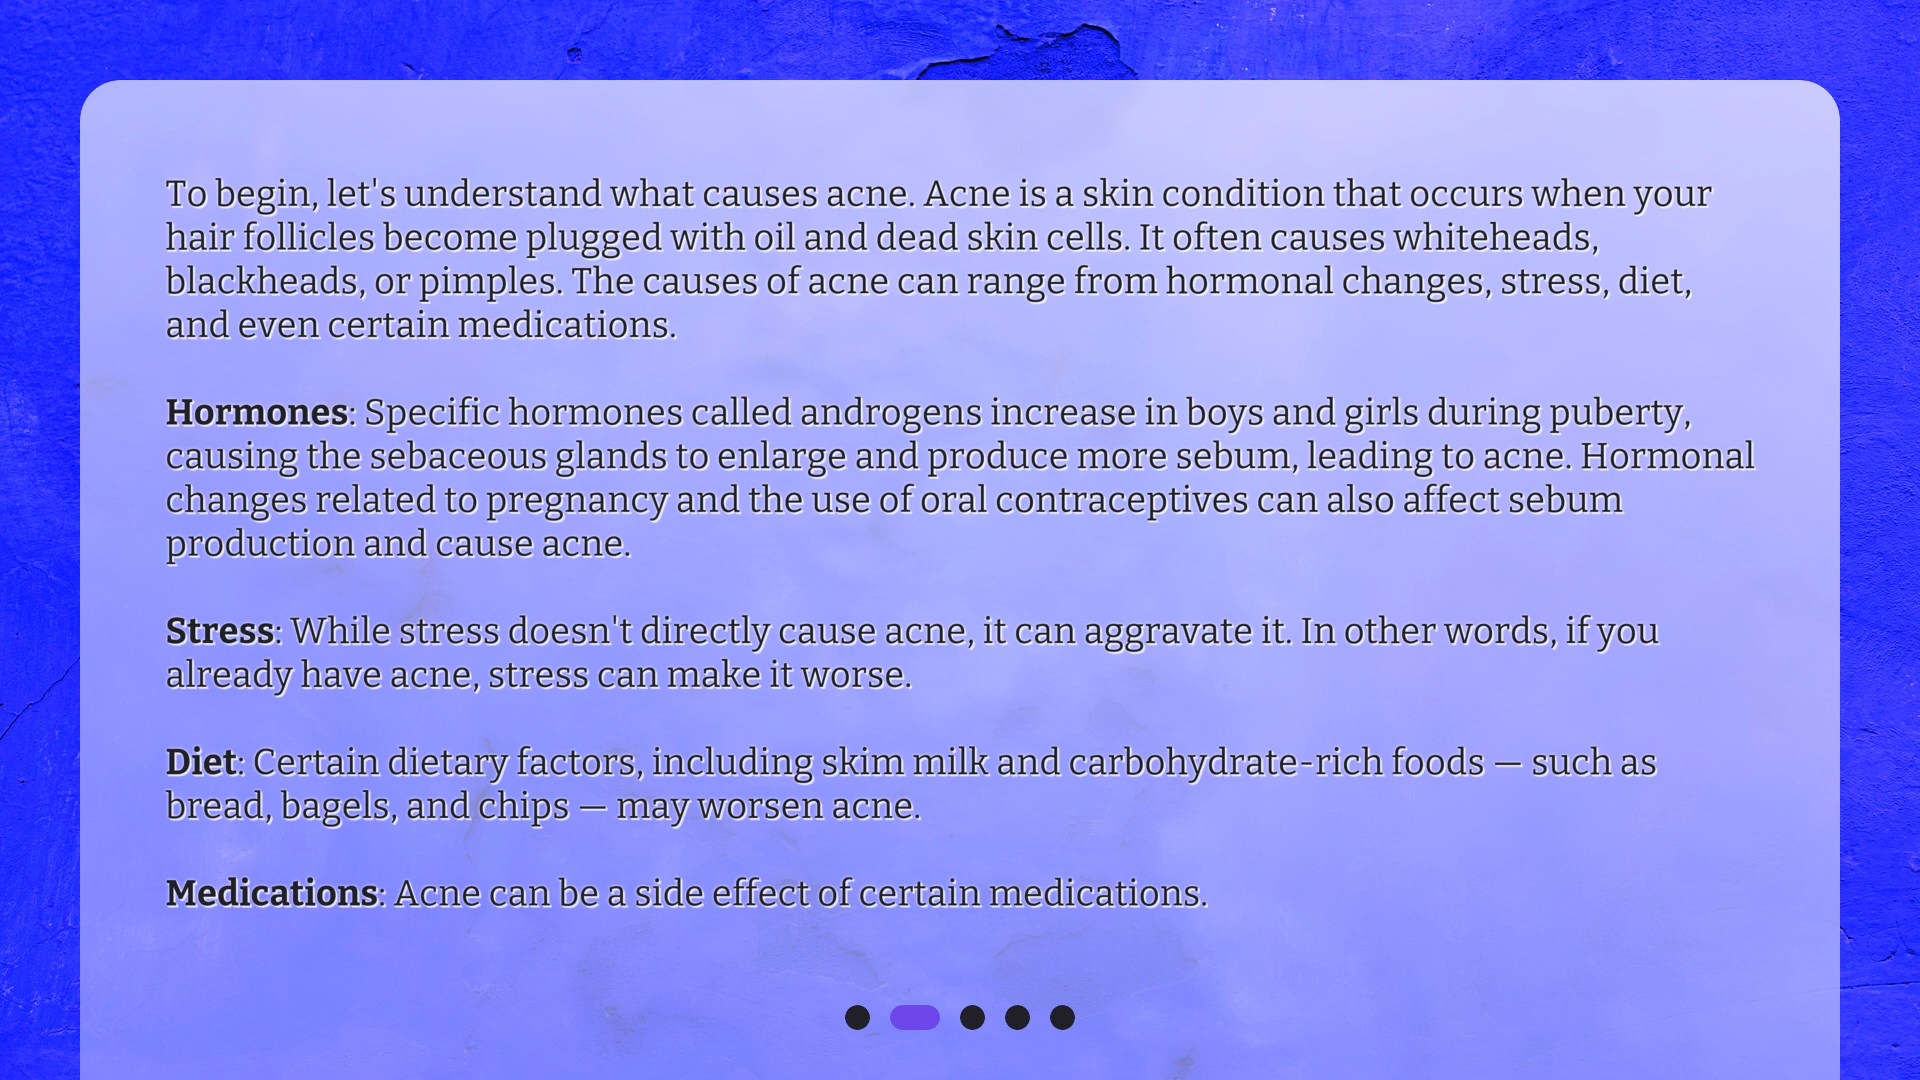 To begin, let's understand what causes acne. Acne is a skin condition that occurs when your
hair follicles become plugged with oil and dead skin cells. It often causes whiteheads,
blackheads, or pimples. The causes of acne can range from hormonal changes, stress, diet,
and even certain medications.
Hormones: Specific hormones called androgens increase in boys and girls during puberty,
causing the sebaceous glands to enlarge and produce more sebum, leading to acne. Hormonal
changes related to pregnancy and the use of oral contraceptives can also affect sebum
production and cause acne.
Stress: While stress doesn't directly cause acne, it can aggravate it. In other words, if you
already have acne, stress can make it worse.
Diet: Certain dietary factors, including skim milk and carbohydrate-rich foods — such as
bread, bagels, and chips — may worsen acne.
Medications: Acne can be a side effect of certain medications.